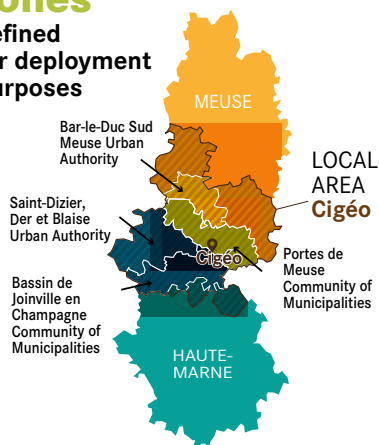 efined
r deployment
urposes
MEUSE
Bar-le-Duc Sud
Meuse Urban
Authority
LOCAL
AREA
Cigéo
Saint-Dizier,
Der et Blaise
Urban Authority
Cigéo
Portes de
Meuse
Community of
Municipalities
Bassin de
Joinville en
Champagne
Community of
Municipalities
HAUTE-
MARNE